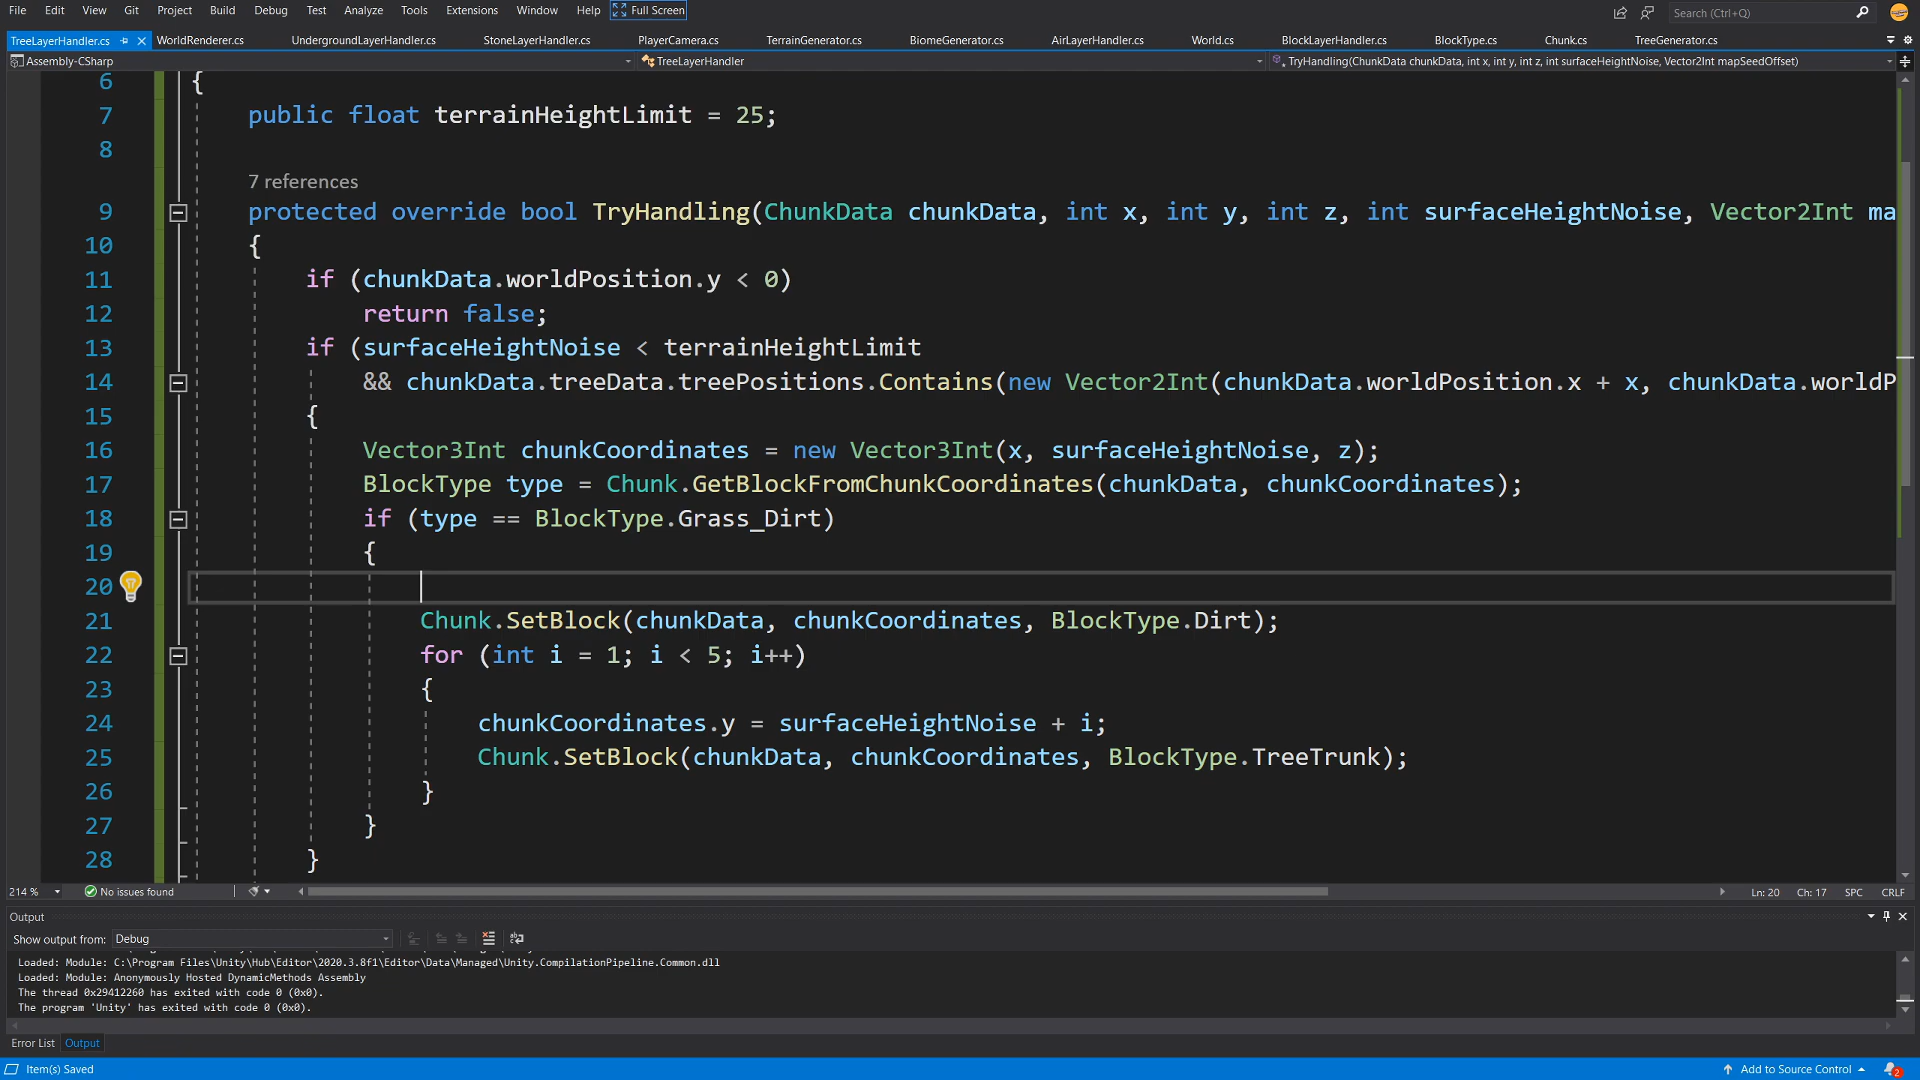 File Edit View Git Project Build Debug Test Analyze Tools Extensions Window Help Full Screen Search (Ctrl+Q)
TreeLayerHandler.cs WorldRenderer.cs UndergroundLayerHandler.cs StoneLayerHandler.cs PlayerCamera.cs TerrainGenerator.cs BiomeGenerator.cs AirLayerHandler.cs World.cs BlockLayerHandler.cs BlockType.cs Chunk.cs TreeGenerator.cs
Assembly-CSharp TreeLayerHandler TryHandling(ChunkData chunkData, int x, int y, int z, int surfaceHeightNoise, Vector2Int mapSeedOffset)
6 {
7 public float terrainHeightLimit = 25;
8
7 references
9 protected override bool TryHandling(ChunkData chunkData, int x, int y, int z, int surfaceHeightNoise, Vector2Int ma
10 {
11 if (chunkData.worldPosition.y < 0)
12 return false;
13 if (surfaceHeightNoise < terrainHeightLimit
14 && chunkData.treeData.treePositions.Contains(new Vector2Int(chunkData.worldPosition.x + x, chunkData.worldP
15 {
16 Vector3Int chunkCoordinates = new Vector3Int(x, surfaceHeightNoise, z);
17 BlockType type = Chunk.GetBlockFromChunkCoordinates(chunkData, chunkCoordinates);
18 if (type == BlockType.Grass_Dirt)
19 {
20
21 Chunk.SetBlock(chunkData, chunkCoordinates, BlockType.Dirt);
22 for (int i = 1; i < 5; i++)
23 {
24 chunkCoordinates.y = surfaceHeightNoise + i;
25 Chunk.SetBlock(chunkData, chunkCoordinates, BlockType.TreeTrunk);
26 }
27 }
28 }
214 % No issues found Ln: 20 Ch: 17 SPC CRLF
Output
Show output from: Debug
Loaded: Module: C:\Program Files\Unity\Hub\Editor\2020.3.8f1\Editor\Data\Managed\Unity.CompilationPipeline.Common.dll
Loaded: Module: Anonymously Hosted DynamicMethods Assembly
The thread 0x29412260 has exited with code 0 (0x0).
The program 'Unity' has exited with code 0 (0x0).
Error List Output
Item(s) Saved Add to Source Control 2